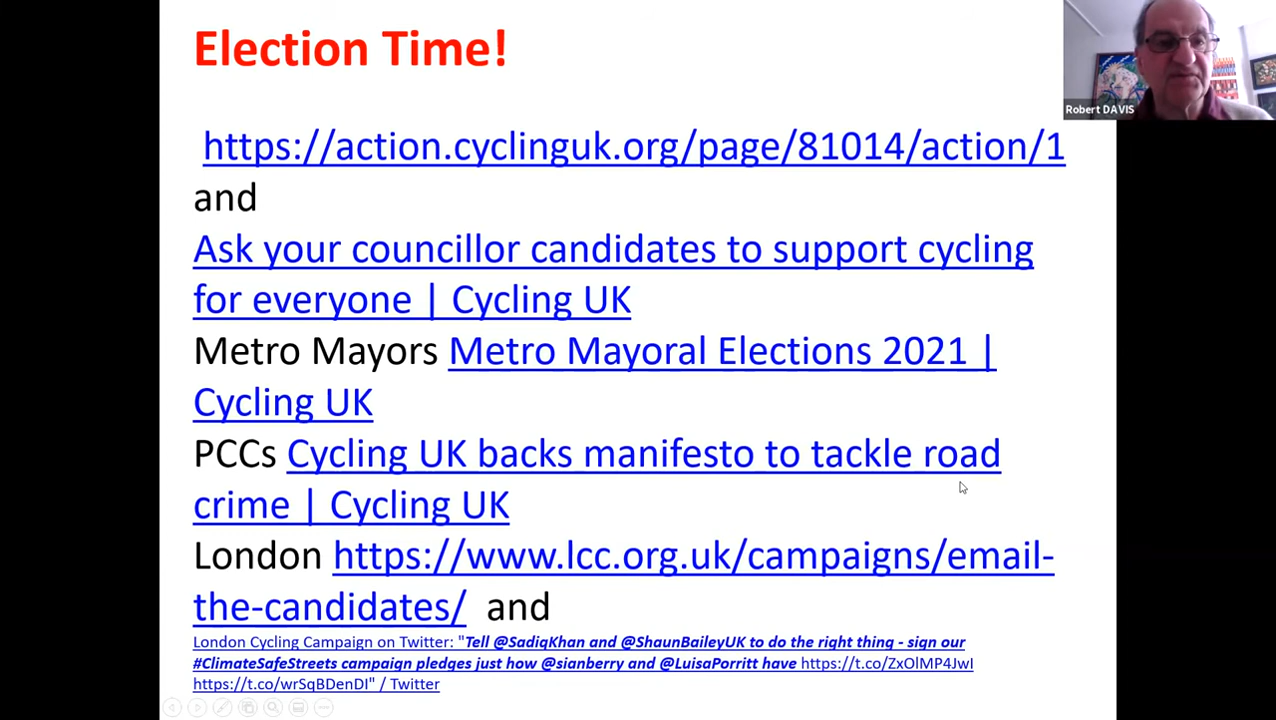 Election Time!
Robert DAVIS
https://action.cyclinguk.org/page/81014/action/1
and
Ask your councillor candidates to support cycling
for everyone | Cycling UK
Metro Mayors Metro Mayoral Elections 2021 |
Cycling UK
PCCs Cycling UK backs manifesto to tackle road
crime | Cycling UK
London https://www.lcc.org.uk/campaigns/email-
the-candidates/ and
London Cycling Campaign on Twitter: "Tell @SadiqKhan and @ShaunBaileyUK to do the right thing - sign our
#ClimateSafeStreets campaign pledges just how @sianberry and @LuisaPorritt have https://t.co/ZxOlMP4JwI
https://t.co/wrSqBDenDI" / Twitter